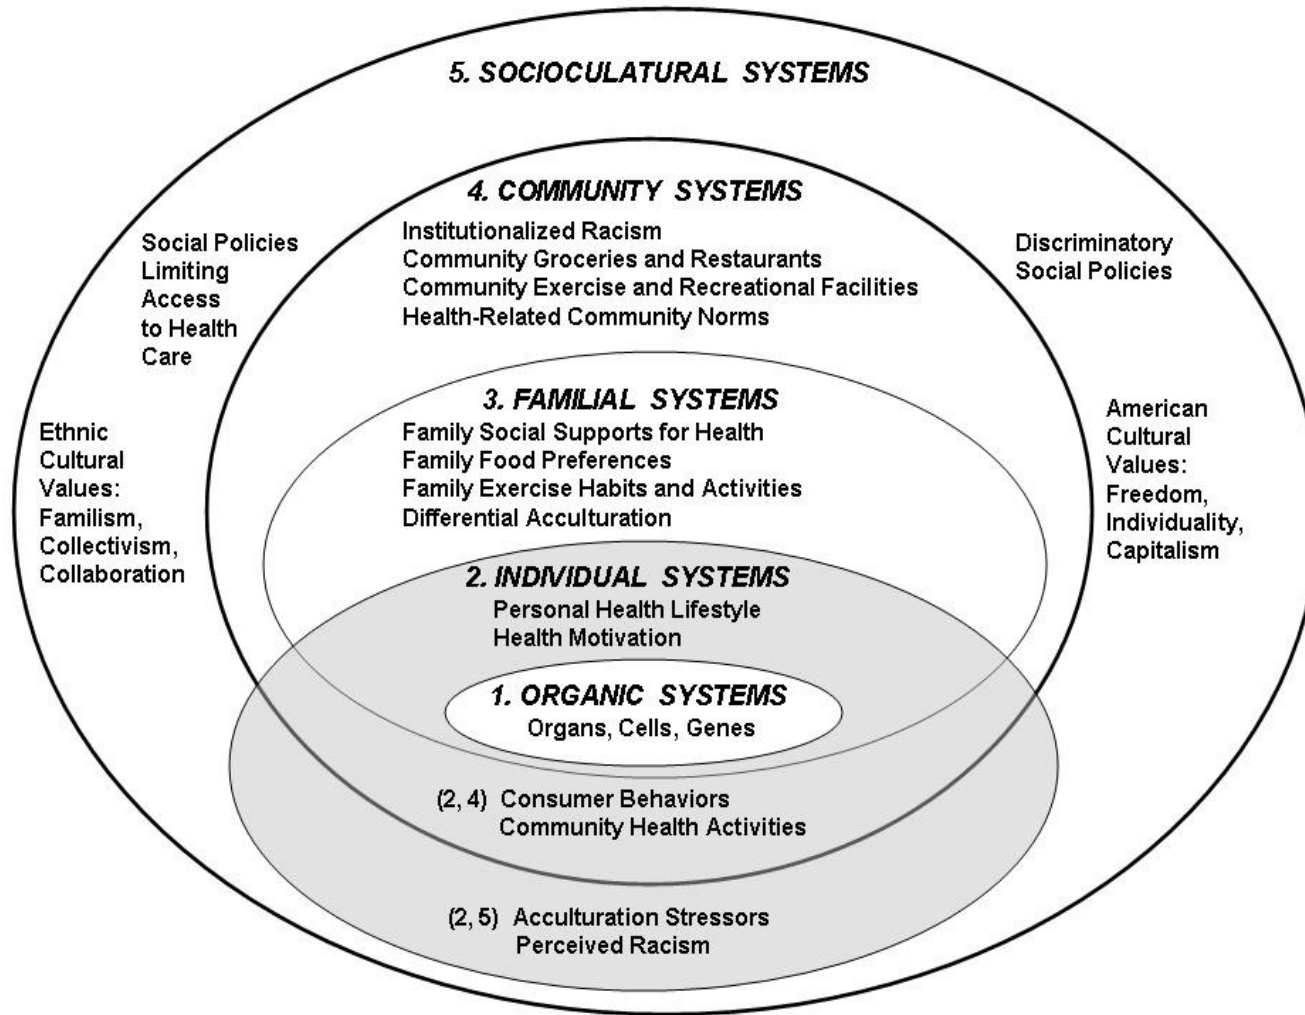 5. SOCIOCULATURAL SYSTEMS
4. COMMUNITY SYSTEMS
Institutionalized Racism
Community Groceries and Restaurants
Community Exercise and Recreational Facilities
Health-Related Community Norms
Social Policies
Limiting
Access
to Health
Care
Discriminatory
Social Policies
3. FAMILIAL SYSTEMS
Family Social Supports for Health
Family Food Preferences
Family Exercise Habits and Activities
Differential Acculturation
Ethnic
Cultural
Values:
Familism,
Collectivism,
Collaboration
American
Cultural
Values:
Freedom,
Individuality,
Capitalism
2. INDIVIDUAL SYSTEMS
Personal Health Lifestyle
Health Motivation
1. ORGANIC SYSTEMS
Organs, Cells, Genes
(2, 4) Consumer Behaviors
Community Health Activities
(2, 5) Acculturation Stressors
Perceived Racism